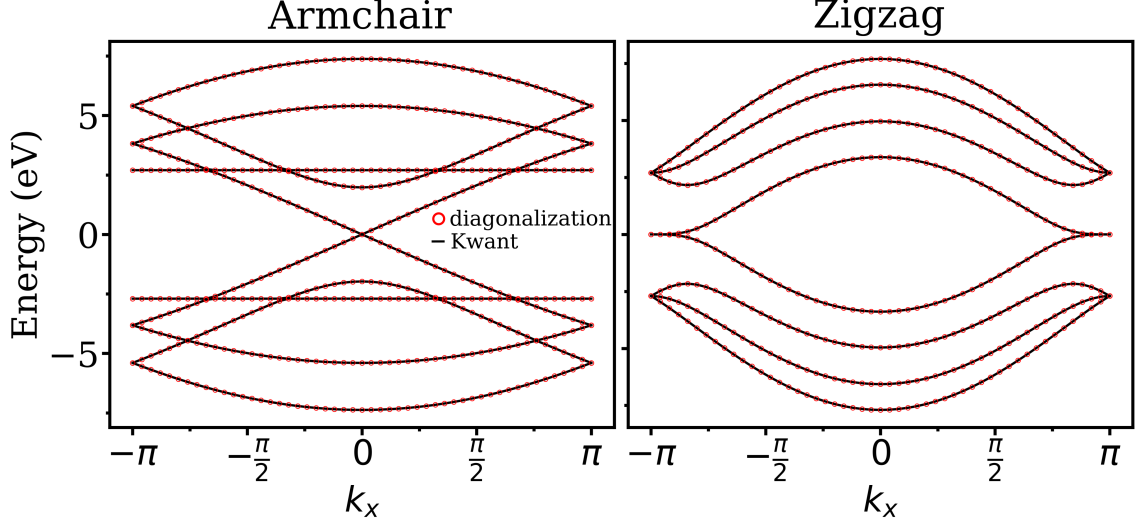 Armchair Zigzag
Energy (eV)
5
0
−5
diagonalization
Kwant
−π −π/2 0 π/2 π −π −π/2 0 π/2 π
kₓ kₓ